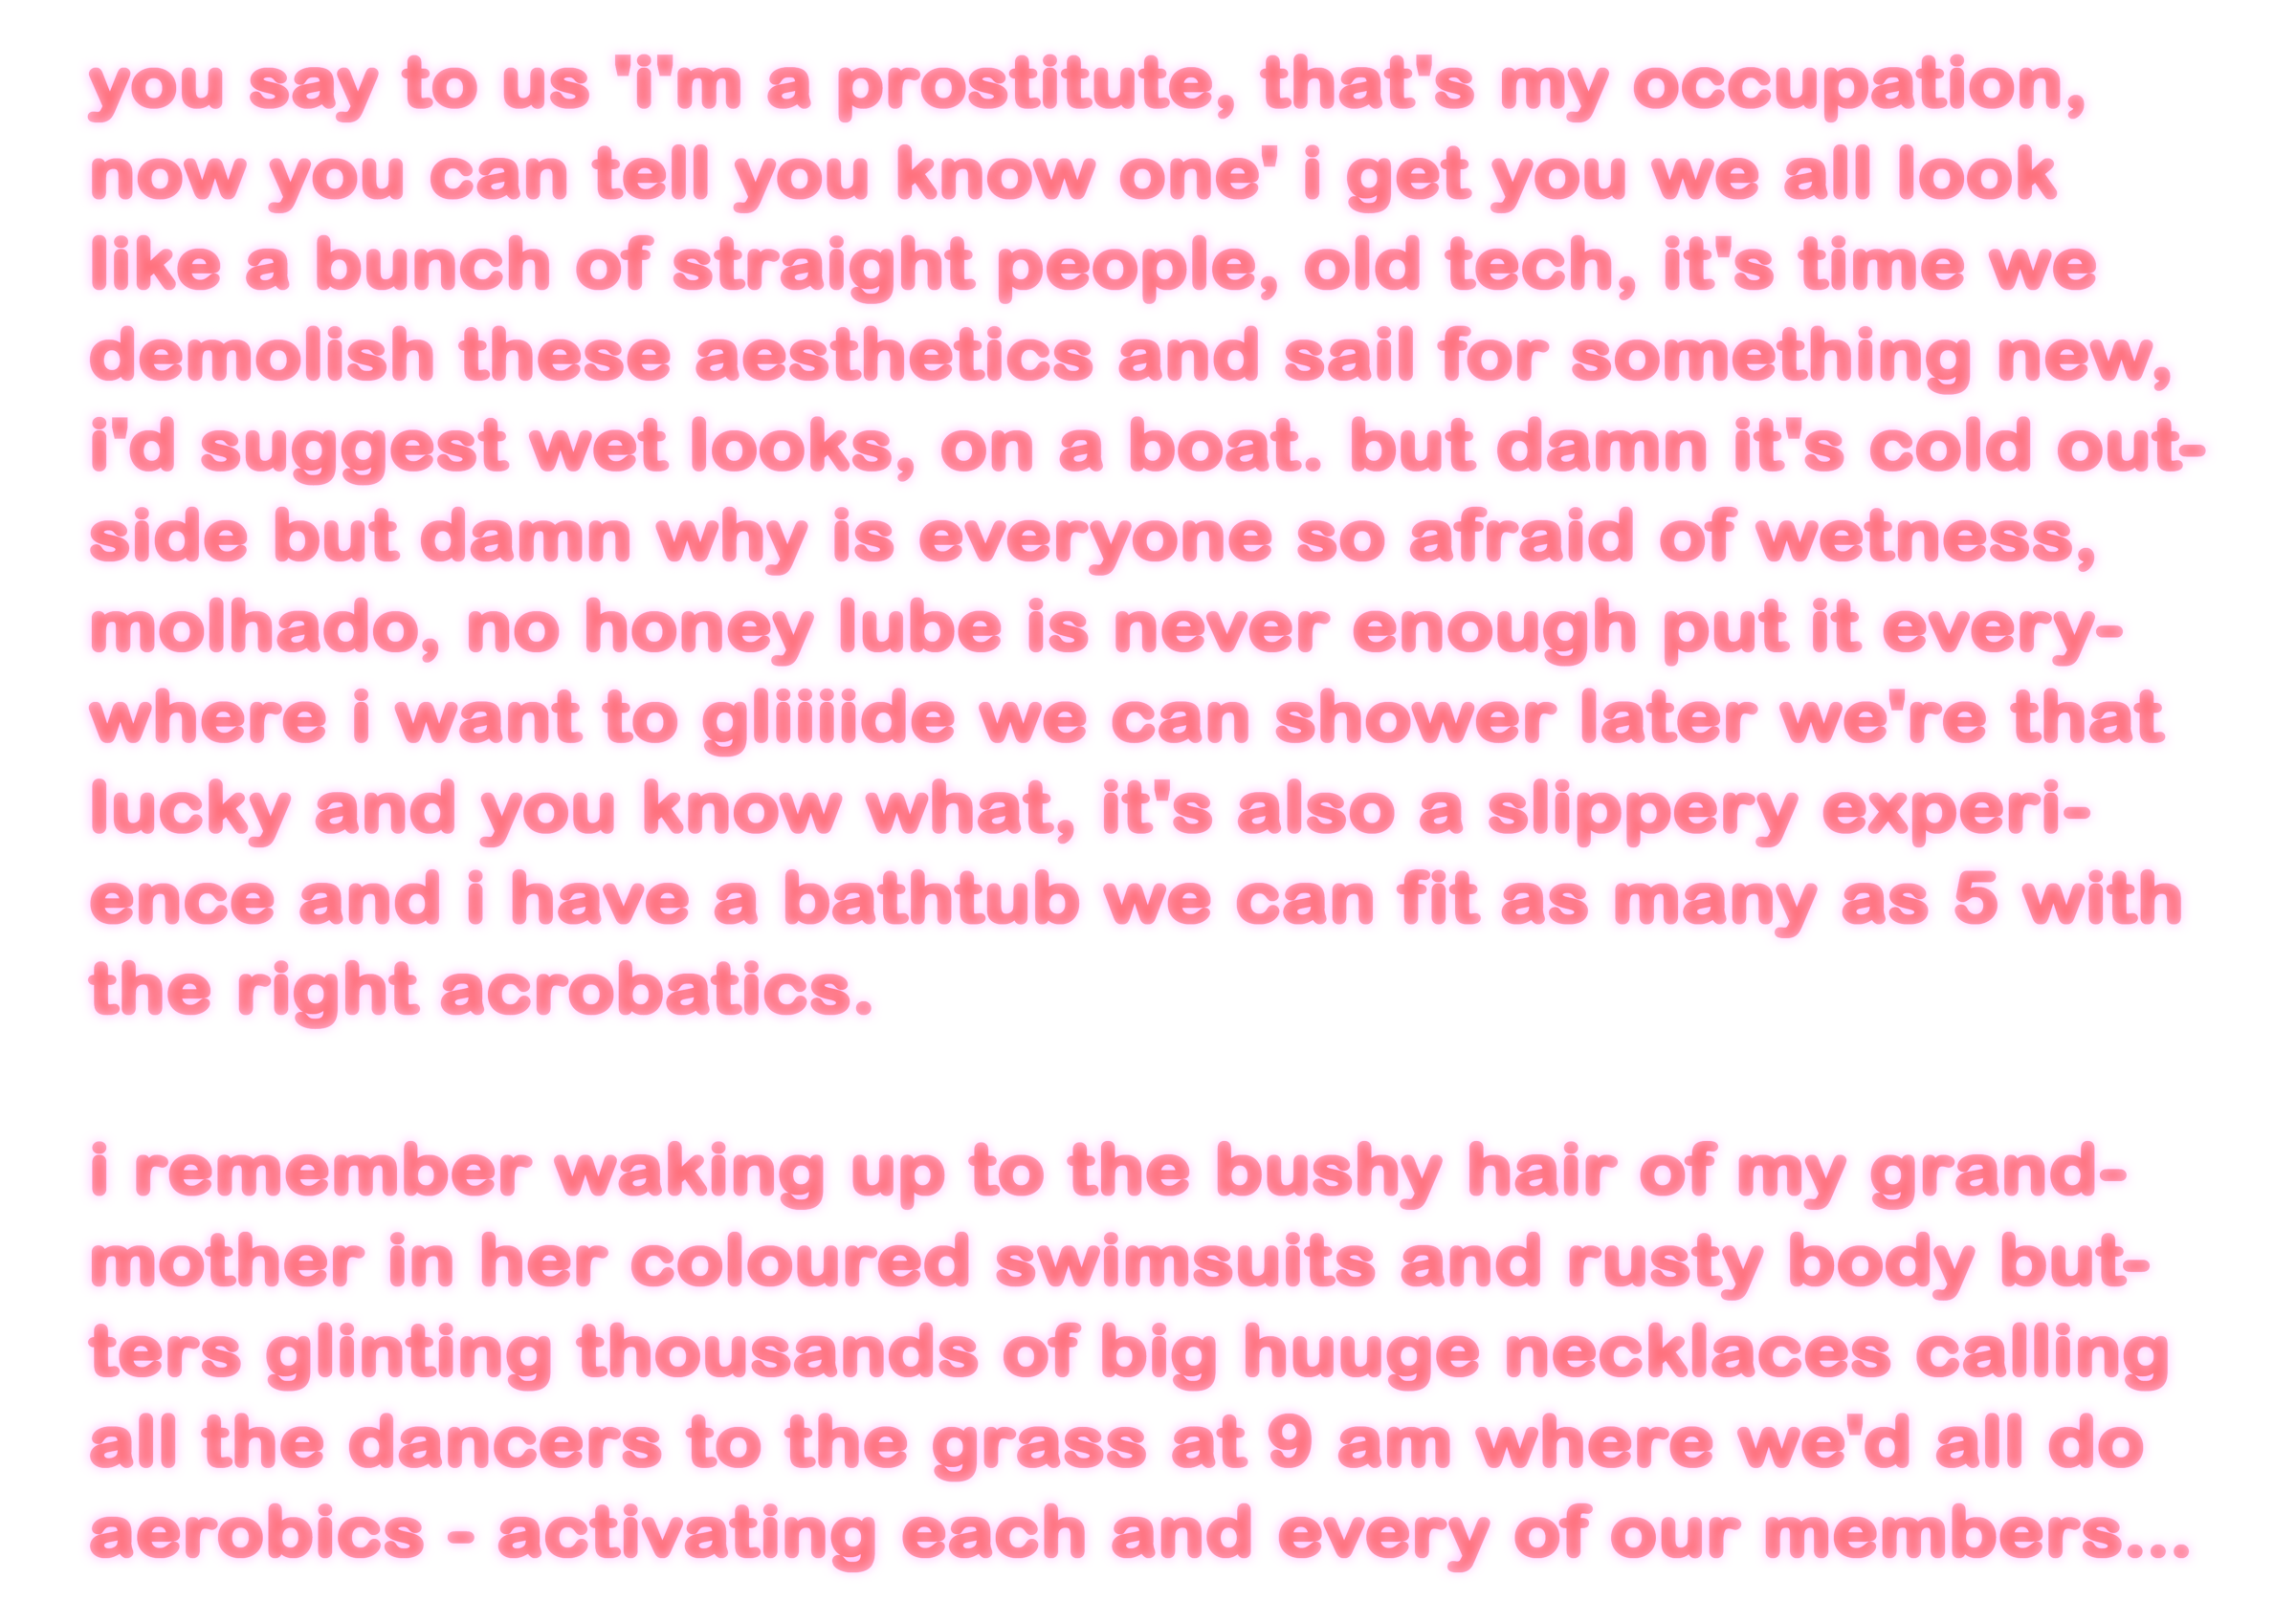 you say to us "i"m a prostitute, that's my occupation,
now you can tell you know one' i get you we all look
like a bunch of straight people, old tech, it's time we
demolish these aesthetics and sail for something new,
i'd suggest wet looks, on a boat. but damn it's cold out-
side but damn why is everyone so afraid of wetness,
molhado, no honey lube is never enough put it every-
where i want to gliiiide we can shower later we're that
lucky and you know what, it's also a slippery experi-
ence and i have a bathtub we can fit as many as 5 with
the right acrobatics.
i remember waking up to the bushy hair of my grand-
mother in her coloured swimsuits and rusty body but-
ters glinting thousands of big huuge necklaces calling
all the dancers to the grass at 9 am where we'd all do
aerobics - activating each and every of our members...